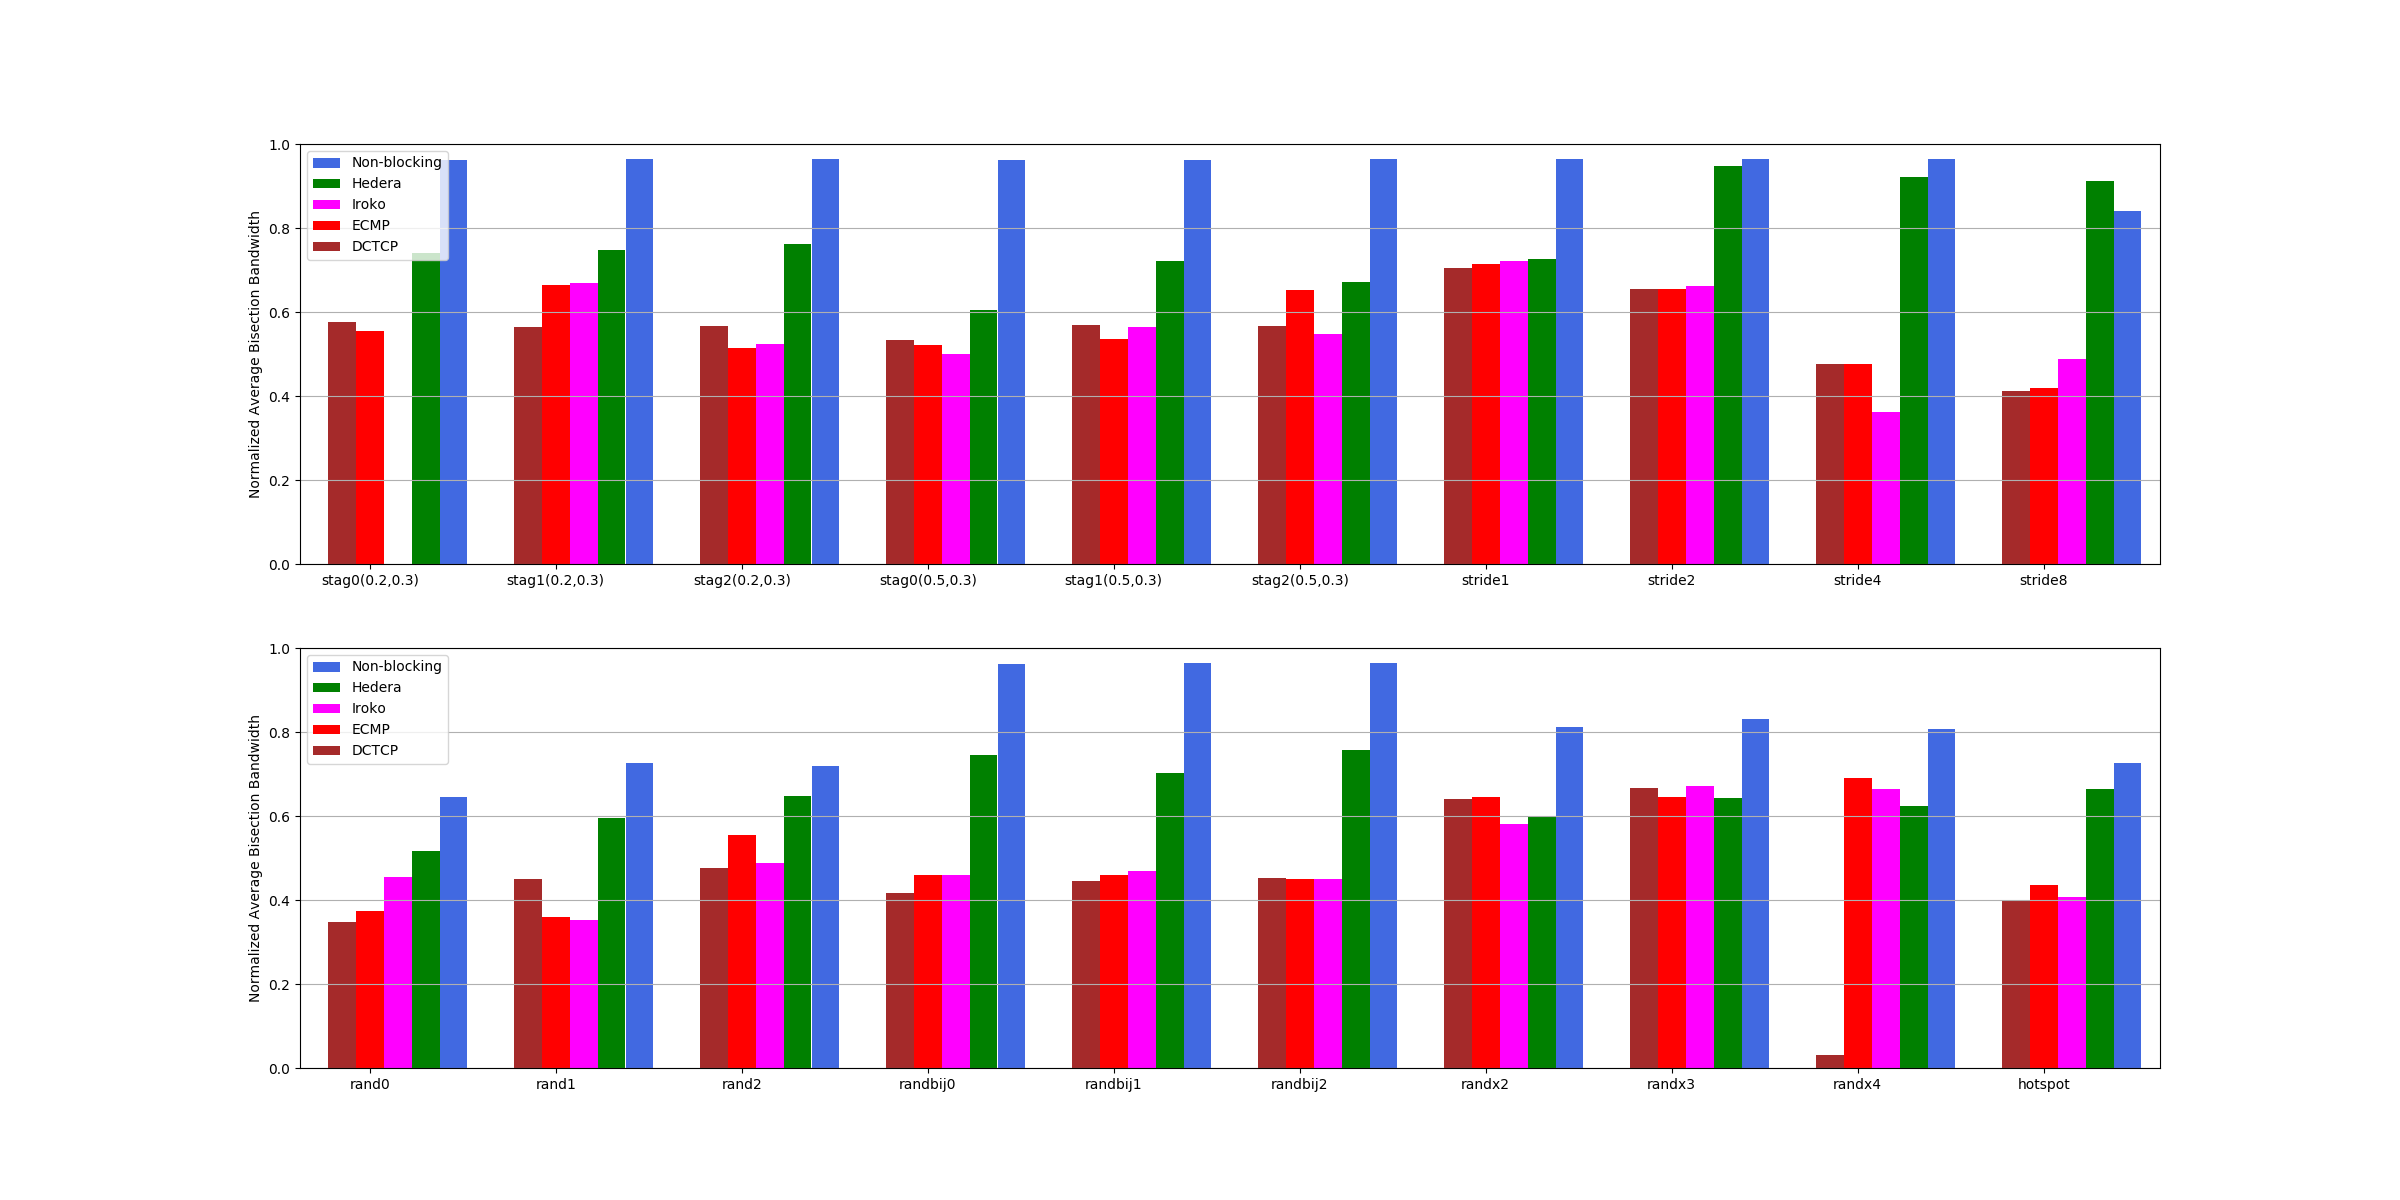 Normalized Average Bisection Bandwidth
1.0
0.8
0.6
0.4
0.2
0.0
Non-blocking
Hedera
Iroko
ECMP
DCTCP
stag0(0.2,0.3) stag1(0.2,0.3) stag2(0.2,0.3) stag0(0.5,0.3) stag1(0.5,0.3) stag2(0.5,0.3) stride1 stride2 stride4 stride8
Normalized Average Bisection Bandwidth
1.0
0.8
0.6
0.4
0.2
0.0
Non-blocking
Hedera
Iroko
ECMP
DCTCP
rand0 rand1 rand2 randbij0 randbij1 randbij2 randx2 randx3 randx4 hotspot